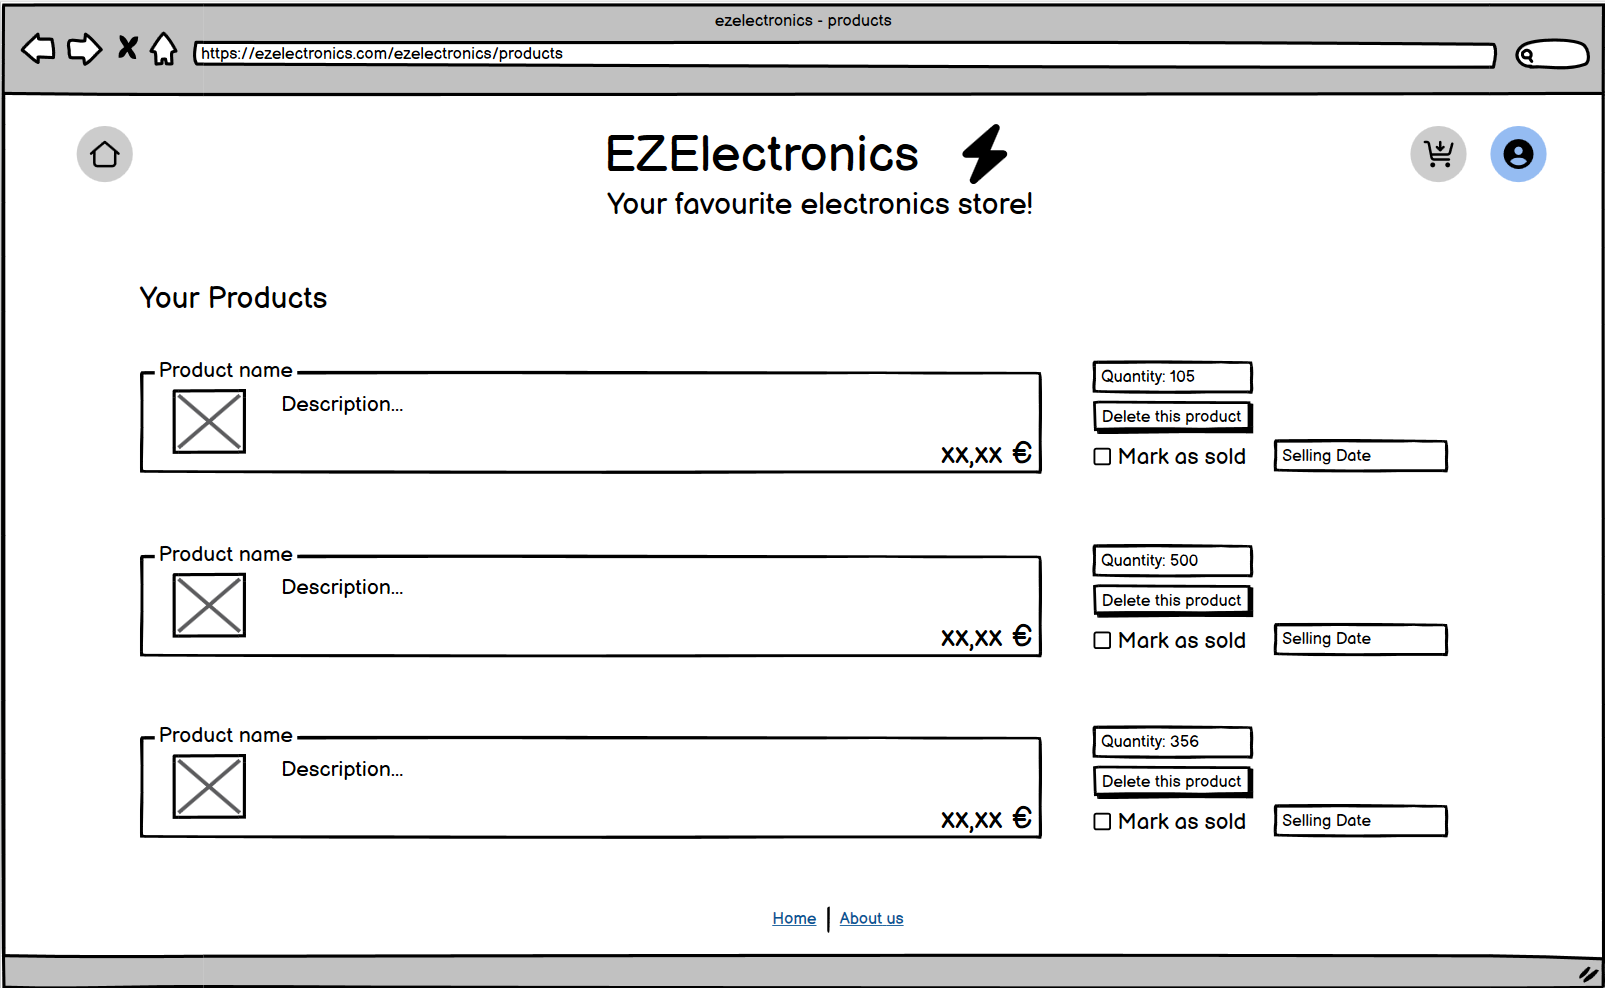 ezelectronics - products
https://ezelectronics.com/ezelectronics/products
EZElectronics
Your favourite electronics store!
Your Products
Product name
Description...
xx,xx €
Quantity: 105
Delete this product
Mark as sold
Selling Date
Product name
Description...
xx,xx €
Quantity: 500
Delete this product
Mark as sold
Selling Date
Product name
Description...
xx,xx €
Quantity: 356
Delete this product
Mark as sold
Selling Date
Home | About us